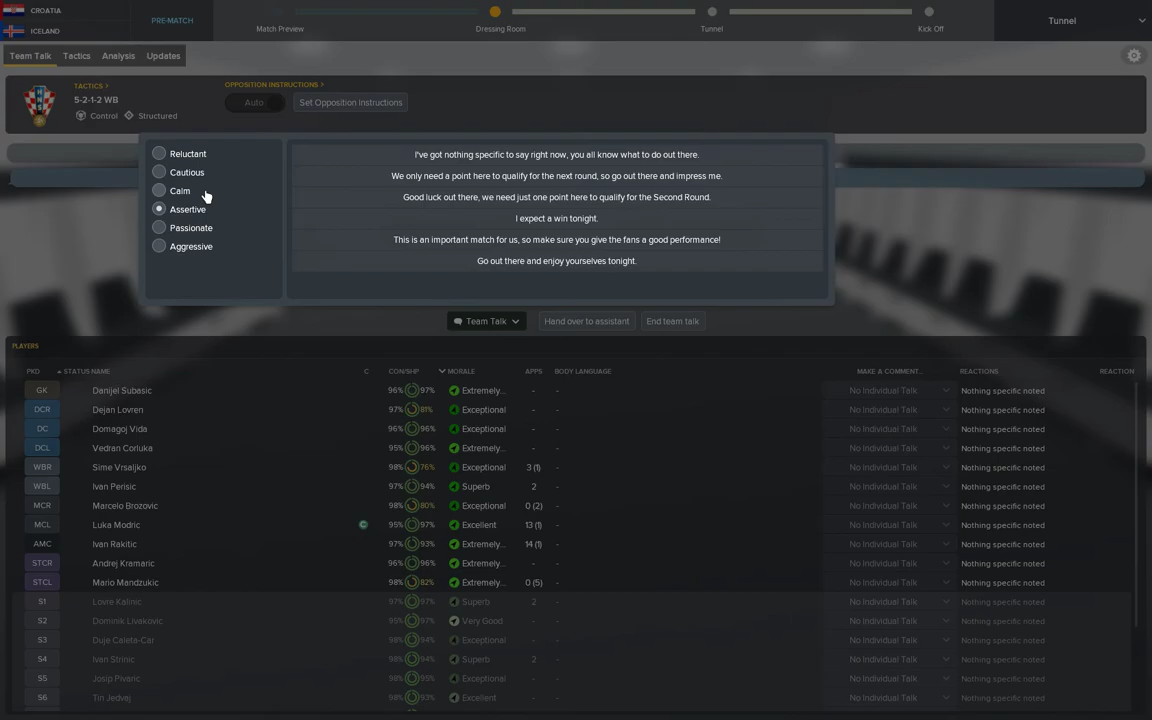 CROATIA
ICELAND
PRE-MATCH
Match Preview
Dressing Room
Tunnel
Kick Off
Tunnel
Team Talk Tactics Analysis Updates
TACTICS >
5-2-1-2 WB
Control Structured
OPPOSITION INSTRUCTIONS >
Auto Set Opposition Instructions
Reluctant
Cautious
Calm
Assertive
Passionate
Aggressive
I've got nothing specific to say right now, you all know what to do out there.
We only need a point here to qualify for the next round, so go out there and impress me.
Good luck out there, we need just one point here to qualify for the Second Round.
I expect a win tonight.
This is an important match for us, so make sure you give the fans a good performance!
Go out there and enjoy yourselves tonight.
Team Talk Hand over to assistant End team talk
PLAYERS
PKD STATUS NAME C CON/SHP MORALE APPS BODY LANGUAGE MAKE A COMMENT... REACTIONS REACTION
GK Danijel Subasic 96% 97% Extremely... - - No Individual Talk Nothing specific noted
DCR Dejan Lovren 97% 81% Exceptional - - No Individual Talk Nothing specific noted
DC Domagoj Vida 96% 96% Exceptional - - No Individual Talk Nothing specific noted
DCL Vedran Corluka 95% 96% Extremely... - - No Individual Talk Nothing specific noted
WBR Sime Vrsaljko 98% 76% Exceptional 3 (1) - No Individual Talk Nothing specific noted
WBL Ivan Perisic 97% 94% Superb 2 - No Individual Talk Nothing specific noted
MCR Marcelo Brozovic 98% 80% Exceptional 0 (2) - No Individual Talk Nothing specific noted
MCL Luka Modric C 95% 97% Excellent 13 (1) - No Individual Talk Nothing specific noted
AMC Ivan Rakitic 97% 93% Extremely... 14 (1) - No Individual Talk Nothing specific noted
STCR Andrej Kramaric 96% 96% Extremely... - - No Individual Talk Nothing specific noted
STCL Mario Mandzukic 98% 82% Extremely... 0 (5) - No Individual Talk Nothing specific noted
S1 Lovre Kalinic 97% 97% Superb 2 - No Individual Talk Nothing specific noted
S2 Dominik Livakovic 95% 97% Very Good - - No Individual Talk Nothing specific noted
S3 Duje Caleta-Car 98% 94% Exceptional - - No Individual Talk Nothing specific noted
S4 Ivan Strinic 98% 94% Superb 2 - No Individual Talk Nothing specific noted
S5 Josip Pivaric 98% 95% Exceptional - - No Individual Talk Nothing specific noted
S6 Tin Jedvaj 98% 93% Excellent - - No Individual Talk Nothing specific noted